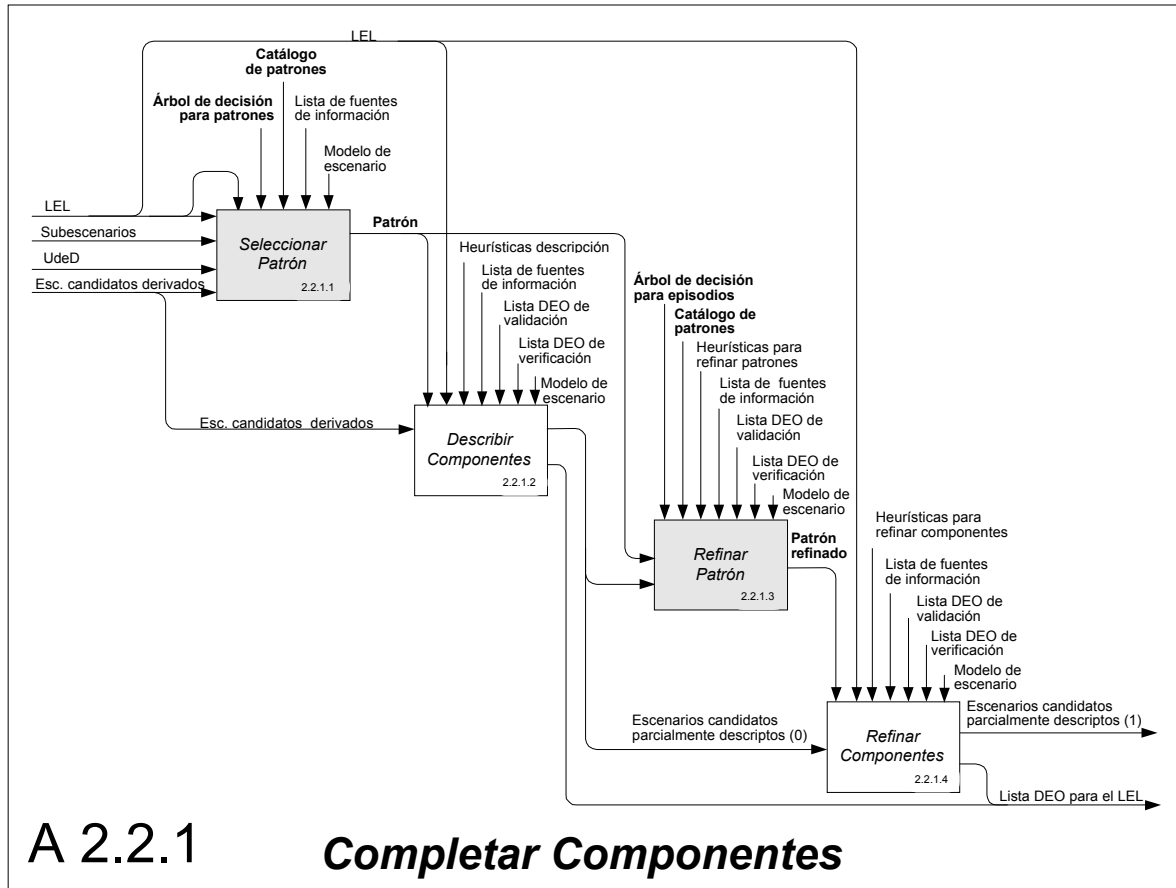 LEL
Catálogo
de patrones
Árbol de decisión
para patrones
Lista de fuentes
de información
Modelo de
escenario
LEL
Subescenarios
UdeD
Esc. candidatos derivados
Seleccionar
Patrón
2.2.1.1
Patrón
Heurísticas descripción
Lista de fuentes
de información
Lista DEO de
validación
Lista DEO de
verificación
Modelo de
escenario
Esc. candidatos derivados
Describir
Componentes
2.2.1.2
Árbol de decisión
para episodios
Catálogo de
patrones
Heurísticas para
refinar patrones
Lista de fuentes
de información
Lista DEO de
validación
Lista DEO de
verificación
Modelo de
escenario
Refinar
Patrón
2.2.1.3
Patrón
refinado
Heurísticas para
refinar componentes
Lista de fuentes
de información
Lista DEO de
validación
Lista DEO de
verificación
Modelo de
escenario
Escenarios candidatos
parcialmente descriptos (0)
Refinar
Componentes
2.2.1.4
Escenarios candidatos
parcialmente descriptos (1)
Lista DEO para el LEL
A 2.2.1
Completar Componentes